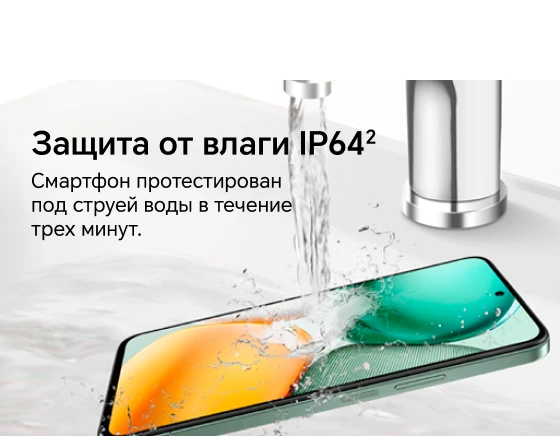 Защита от влаги IP64²
Смартфон протестирован
под струей воды в течение
трех минут.